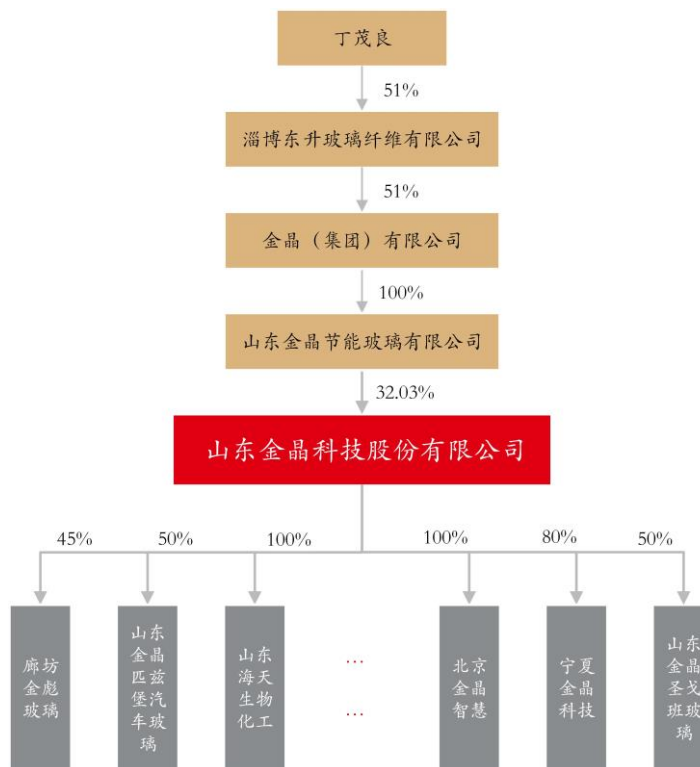 丁茂良
51%
淄博东升玻璃纤维有限公司
51%
金晶（集团）有限公司
100%
山东金晶节能玻璃有限公司
32.03%
山东金晶科技股份有限公司
45%
50%
100%
100%
80%
50%
廊坊
金彪
玻璃
山东
金晶
匹兹
堡汽
车玻
璃
山东
海天
生物
化工
...
...
北京
金晶
智慧
宁夏
金晶
科技
山东
金晶
圣戈
班玻
璃